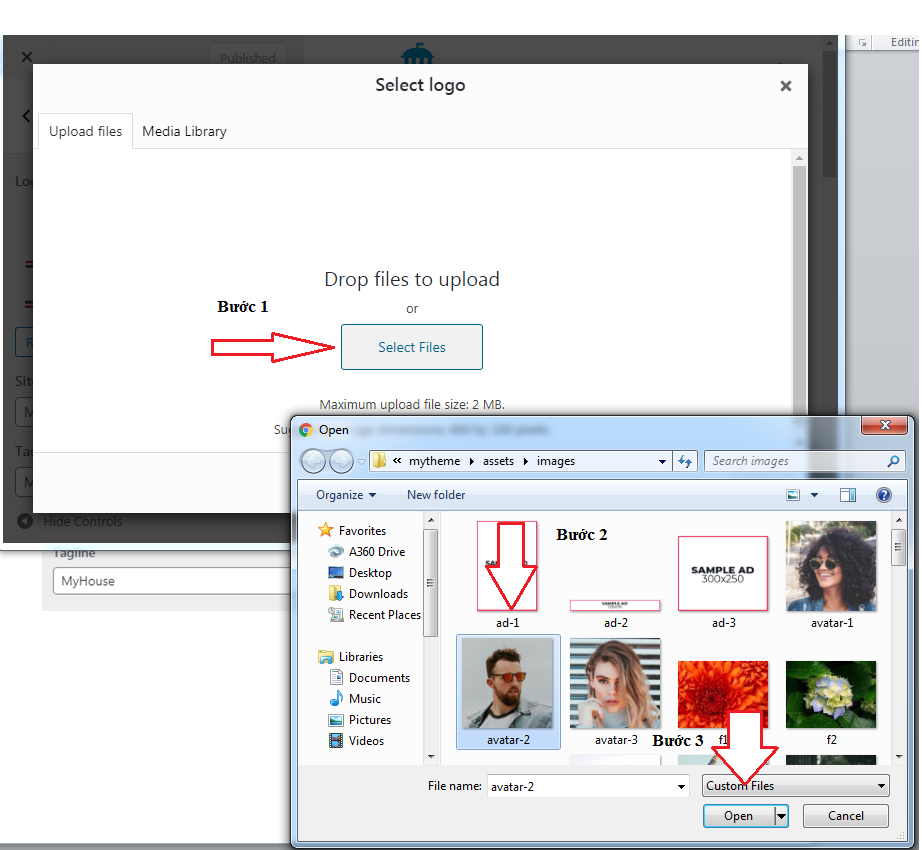 Editin
Published
Select logo
Upload files
Media Library
Drop files to upload
or
Bước 1
Select Files
Maximum upload file size: 2 MB.
Hide Controls
Tagline
MyHouse
Open
« mytheme assets images
Search images
Organize
New folder
Favorites
A360 Drive
Desktop
Downloads
Recent Places
Libraries
Documents
Music
Pictures
Videos
Bước 2
SAMPLE AD
300x250
ad-1
ad-2
ad-3
avatar-1
avatar-2
avatar-3
f1
f2
Bước 3
File name:
avatar-2
Custom Files
Open
Cancel